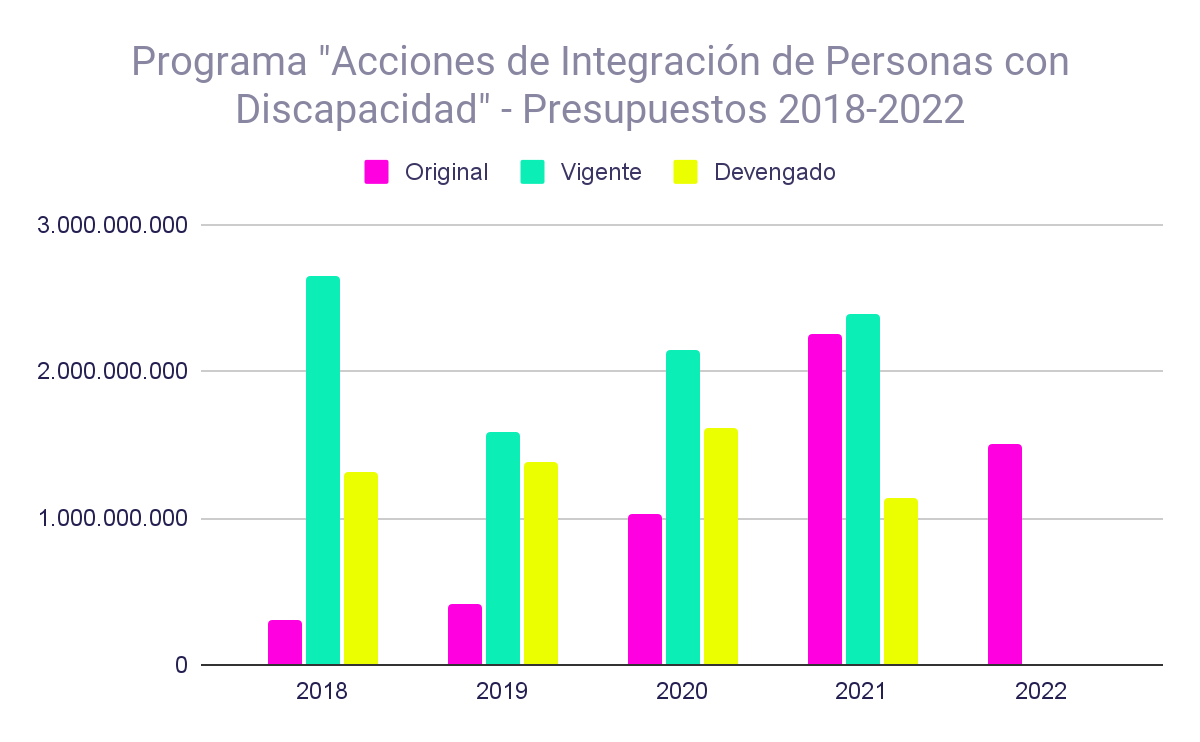 Programa "Acciones de Integración de Personas con
Discapacidad" - Presupuestos 2018-2022
Original Vigente Devengado
3.000.000.000
2.000.000.000
1.000.000.000
0
2018 2019 2020 2021 2022